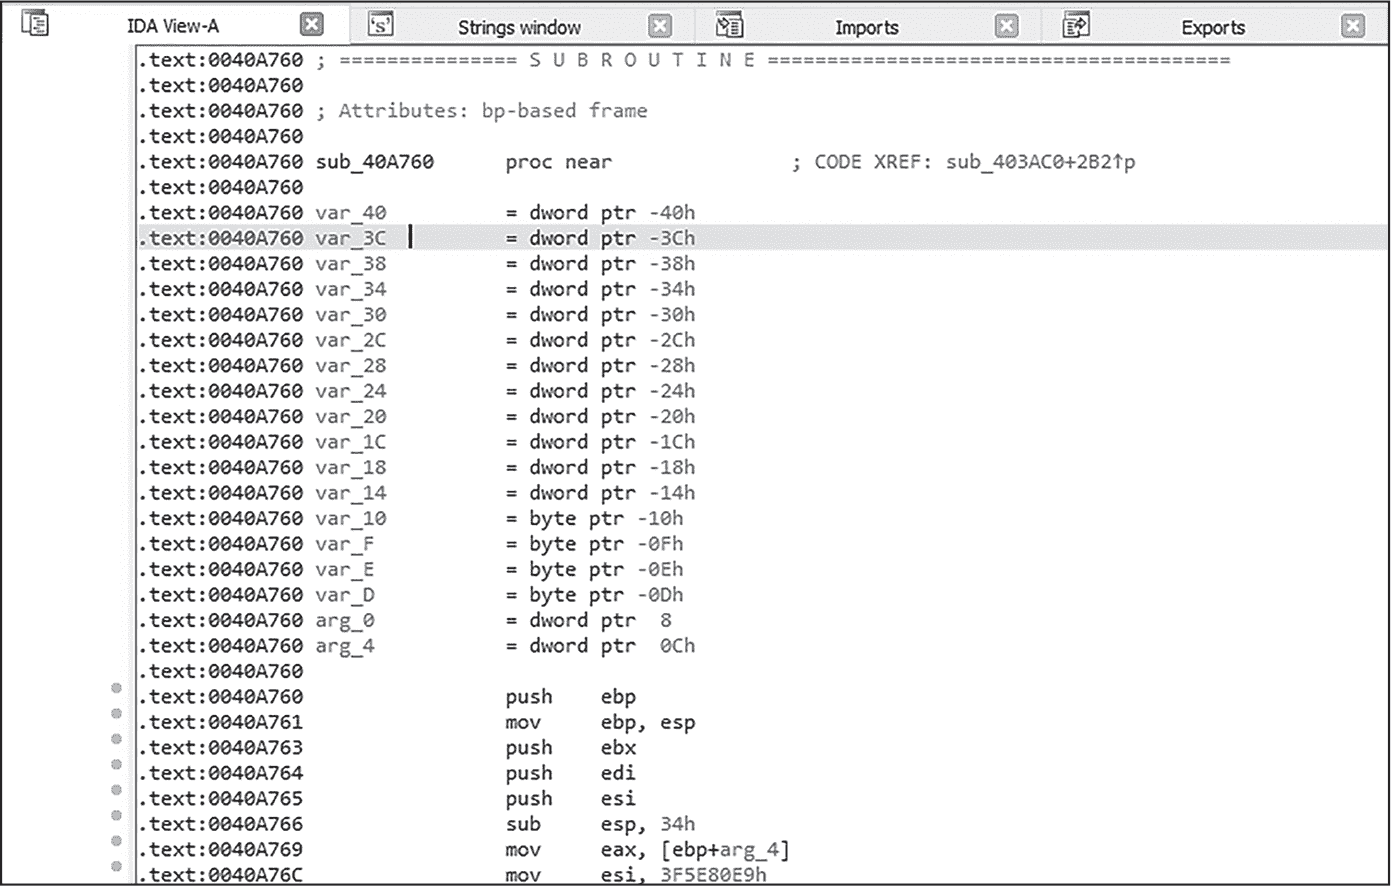 IDA View-A Strings window Imports Exports
.text:0040A760 ; =============== S U B R O U T I N E =======================================
.text:0040A760
.text:0040A760 ; Attributes: bp-based frame
.text:0040A760
.text:0040A760 sub_40A760 proc near ; CODE XREF: sub_403AC0+2B2↑p
.text:0040A760
.text:0040A760 var_40 = dword ptr -40h
.text:0040A760 var_3C = dword ptr -3Ch
.text:0040A760 var_38 = dword ptr -38h
.text:0040A760 var_34 = dword ptr -34h
.text:0040A760 var_30 = dword ptr -30h
.text:0040A760 var_2C = dword ptr -2Ch
.text:0040A760 var_28 = dword ptr -28h
.text:0040A760 var_24 = dword ptr -24h
.text:0040A760 var_20 = dword ptr -20h
.text:0040A760 var_1C = dword ptr -1Ch
.text:0040A760 var_18 = dword ptr -18h
.text:0040A760 var_14 = dword ptr -14h
.text:0040A760 var_10 = byte ptr -10h
.text:0040A760 var_F = byte ptr -0Fh
.text:0040A760 var_E = byte ptr -0Eh
.text:0040A760 var_D = byte ptr -0Dh
.text:0040A760 arg_0 = dword ptr 8
.text:0040A760 arg_4 = dword ptr 0Ch
.text:0040A760
.text:0040A760 push ebp
.text:0040A761 mov ebp, esp
.text:0040A763 push ebx
.text:0040A764 push edi
.text:0040A765 push esi
.text:0040A766 sub esp, 34h
.text:0040A769 mov eax, [ebp+arg_4]
.text:0040A76C mov esi, 3F5E80E9h